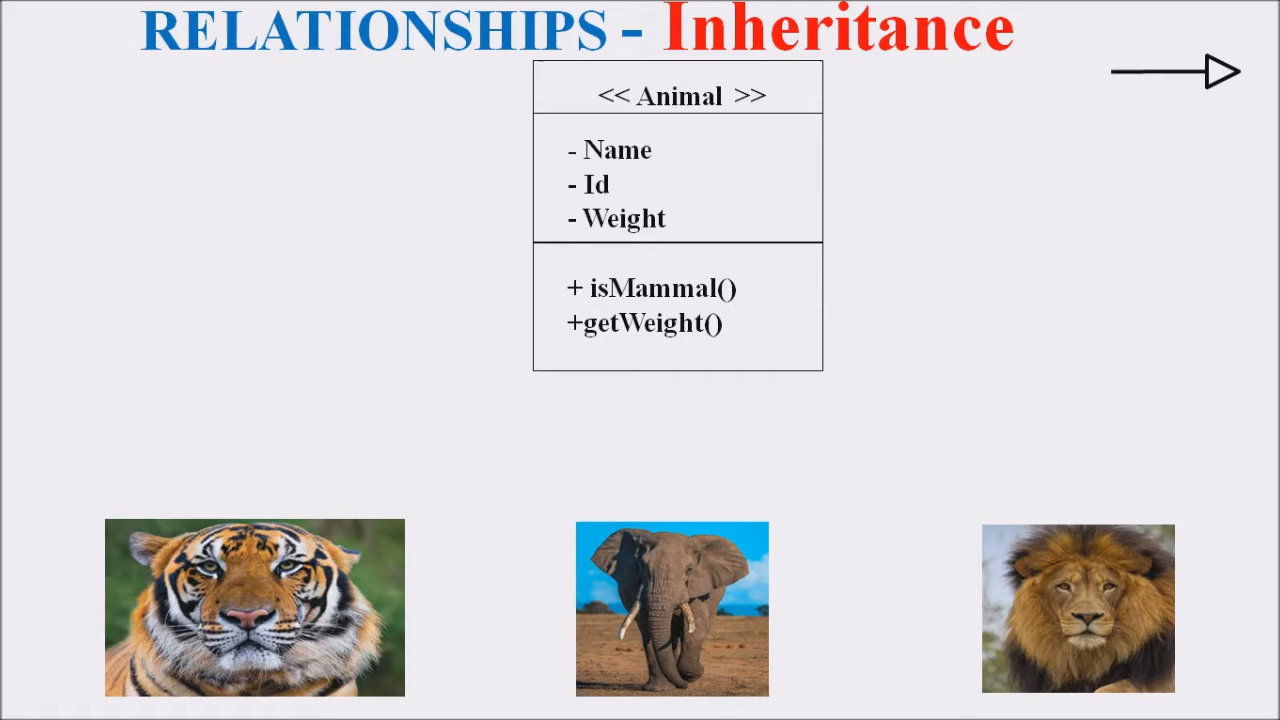 RELATIONSHIPS - Inheritance
<< Animal >>
- Name
- Id
- Weight
+ isMammal()
+getWeight()